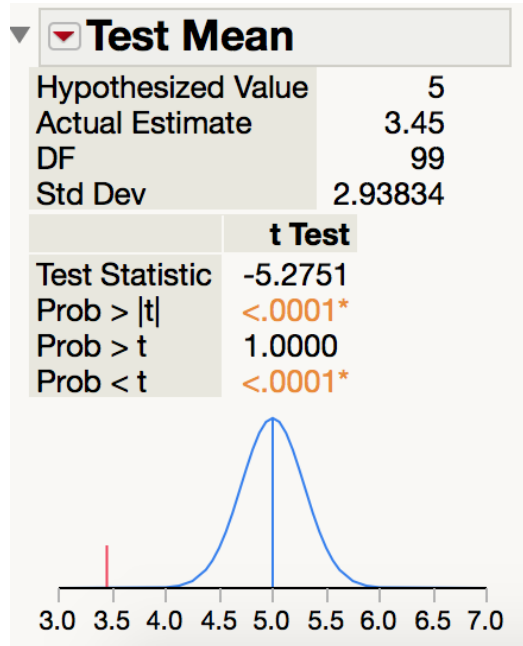 Test Mean
Hypothesized Value 5
Actual Estimate 3.45
DF 99
Std Dev 2.93834
t Test
Test Statistic -5.2751
Prob > |t| <.0001*
Prob > t 1.0000
Prob < t <.0001*
3.0 3.5 4.0 4.5 5.0 5.5 6.0 6.5 7.0